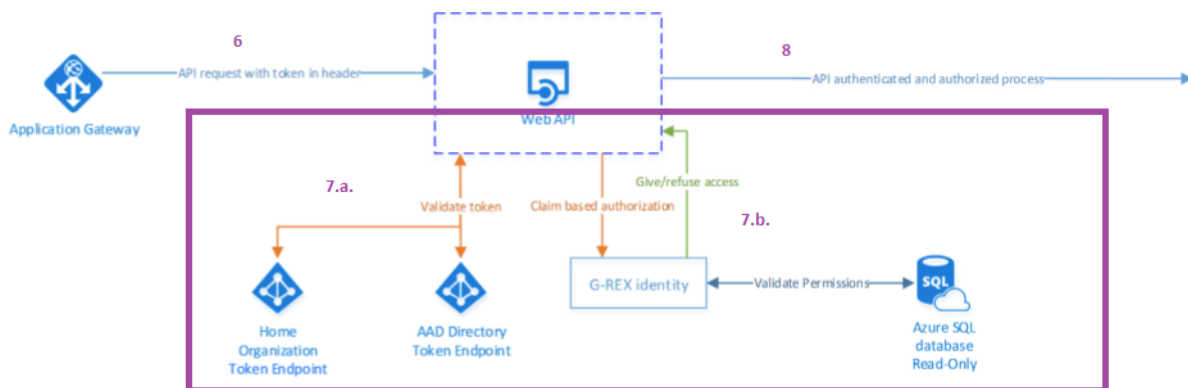 6
8
API request with token in header
API authenticated and authorized process
Application Gateway
Web API
7.a.
Validate token
Claim based authorization
Give/refuse access
7.b.
G-REX identity
Validate Permissions
SQL
Home
Organization
Token Endpoint
AAD Directory
Token Endpoint
Azure SQL
database
Read-Only